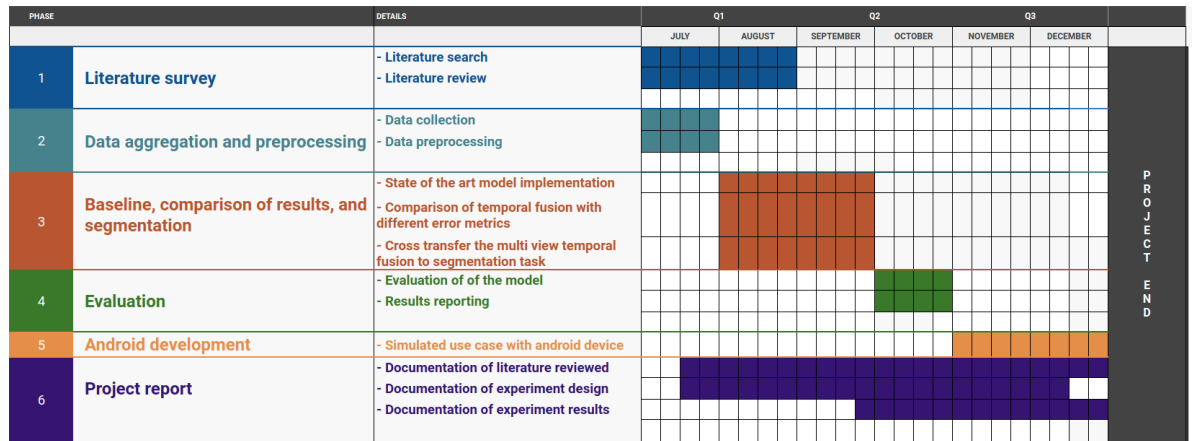 PHASE DETAILS Q1 Q2 Q3
JULY AUGUST SEPTEMBER OCTOBER NOVEMBER DECEMBER
1
Literature survey
- Literature search
- Literature review
2
Data aggregation and preprocessing
- Data collection
- Data preprocessing
3
Baseline, comparison of results, and
segmentation
- State of the art model implementation
- Comparison of temporal fusion with
different error metrics
- Cross transfer the multi view temporal
fusion to segmentation task
4
Evaluation
- Evaluation of of the model
- Results reporting
5
Android development
- Simulated use case with android device
6
Project report
- Documentation of literature reviewed
- Documentation of experiment design
- Documentation of experiment results
PROJECT END